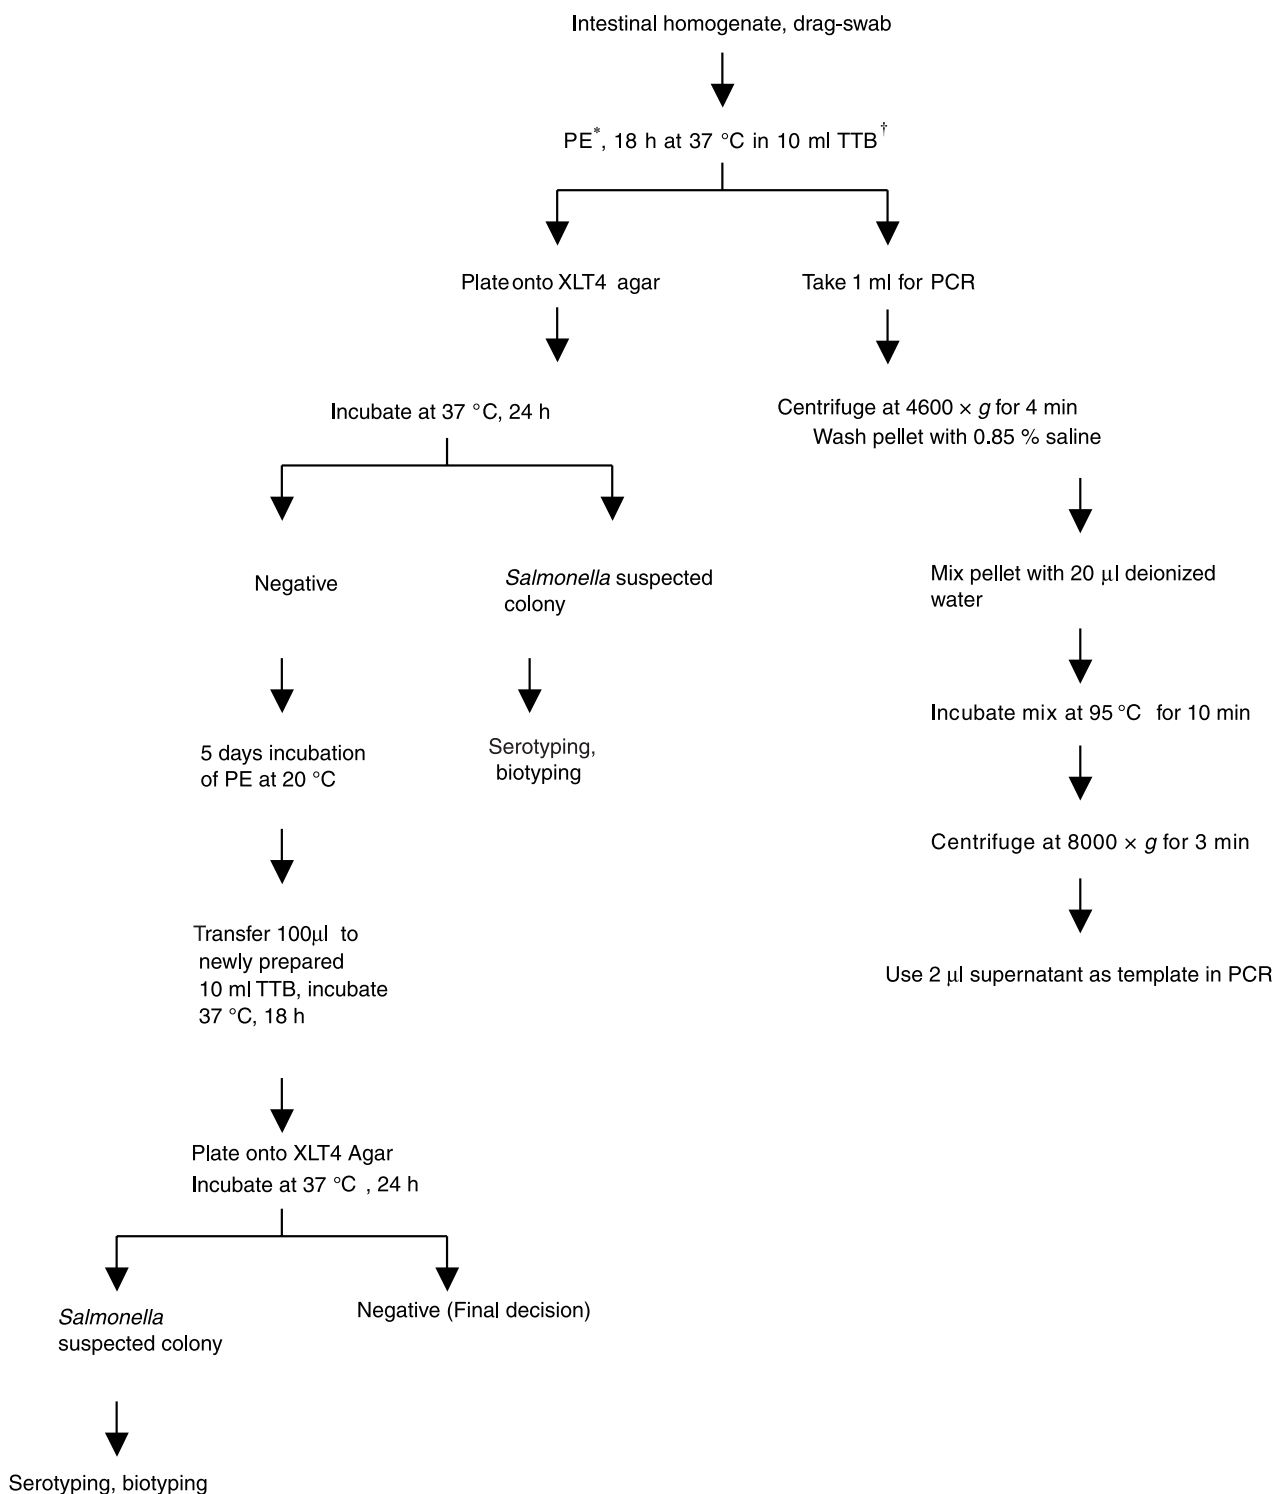 Intestinal homogenate, drag-swab
PE*, 18 h at 37 °C in 10 ml TTB†
Plate onto XLT4 agar
Take 1 ml for PCR
Incubate at 37 °C, 24 h
Centrifuge at 4600 × g for 4 min
Wash pellet with 0.85 % saline
Negative
Salmonella suspected
colony
Mix pellet with 20 µl deionized
water
Incubate mix at 95 °C for 10 min
5 days incubation
of PE at 20 °C
Serotyping,
biotyping
Centrifuge at 8000 × g for 3 min
Transfer 100µl to
newly prepared
10 ml TTB, incubate
37 °C, 18 h
Use 2 µl supernatant as template in PCR
Plate onto XLT4 Agar
Incubate at 37 °C , 24 h
Salmonella
suspected colony
Negative (Final decision)
Serotyping, biotyping